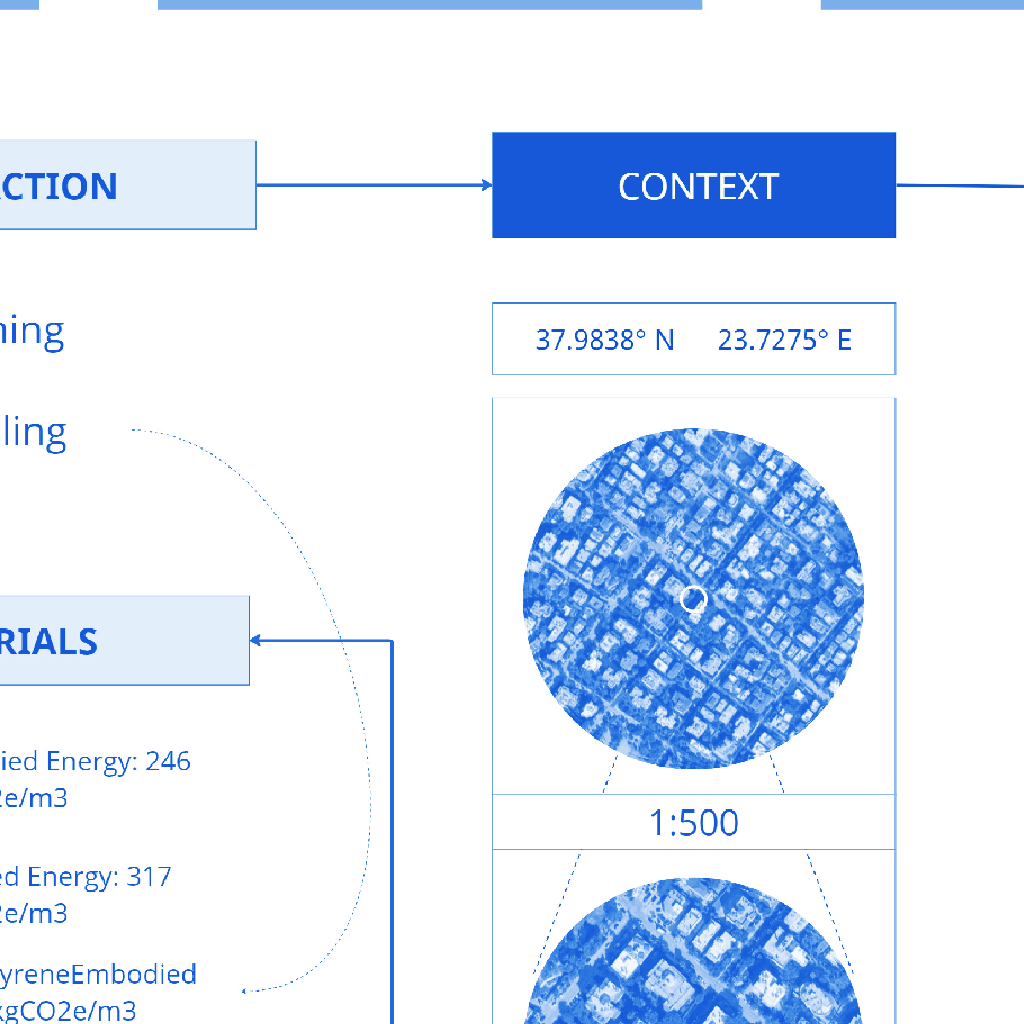 CTION
CONTEXT
ning
ling
37.9838° N 23.7275° E
RIALS
ied Energy: 246
2e/m3
ed Energy: 317
2e/m3
yreneEmbodied
kgCO2e/m3
1:500